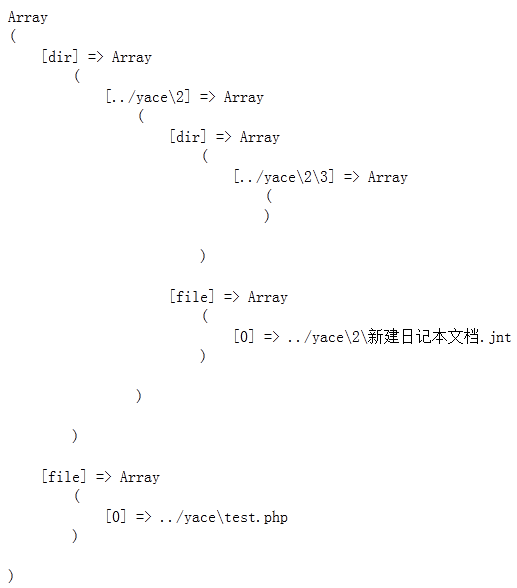 Array
(
    [dir] => Array
        (
            [../yace\2] => Array
                (
                    [dir] => Array
                        (
                            [../yace\2\3] => Array
                                (
                                )

                        )

                    [file] => Array
                        (
                            [0] => ../yace\2\新建日记本文档.jnt
                        )

                )

        )

    [file] => Array
        (
            [0] => ../yace\test.php
        )

)